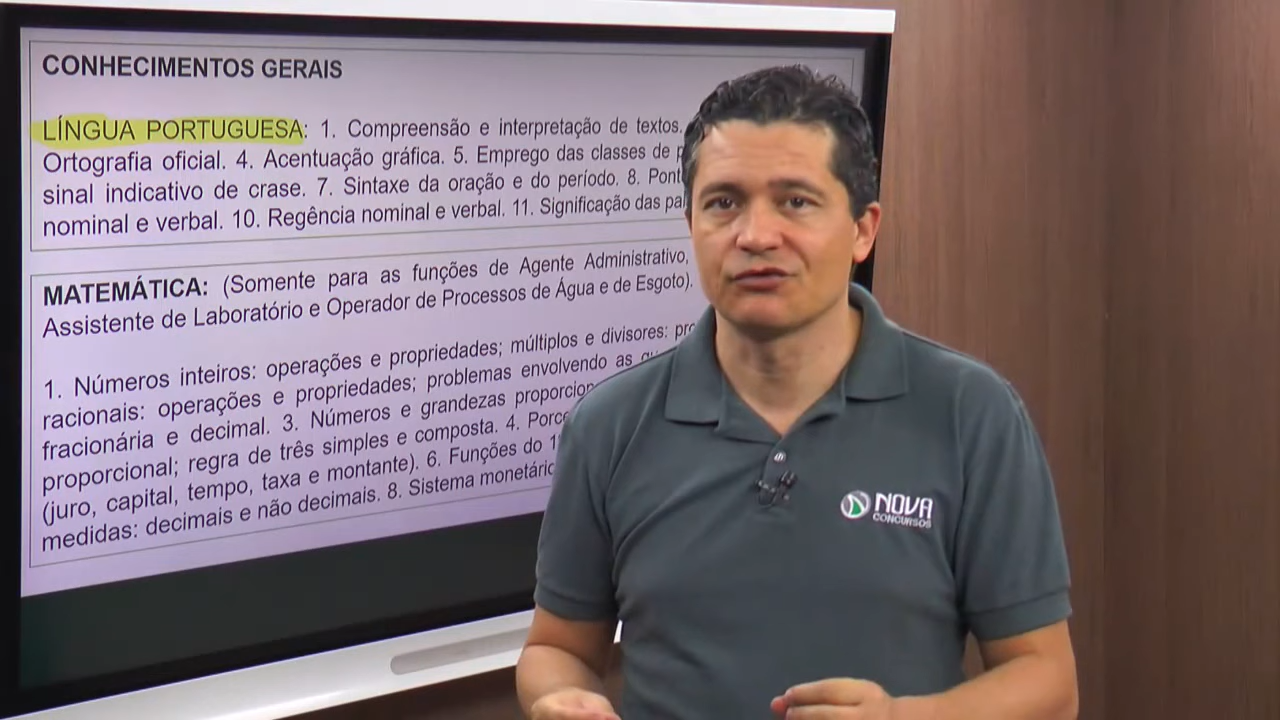 CONHECIMENTOS GERAIS
LÍNGUA PORTUGUESA: 1. Compreensão e interpretação de textos.
Ortografia oficial. 4. Acentuação gráfica. 5. Emprego das classes de
sinal indicativo de crase. 7. Sintaxe da oração e do período. 8.
nominal e verbal. 10. Regência nominal e verbal. 11. Significação das
MATEMÁTICA: (Somente para as funções de Agente Administrativo,
Assistente de Laboratório e Operador de Processos de Água e de Esgoto).
1. Números inteiros: operações e propriedades; múltiplos e divisores:
racionais: operações e propriedades; problemas envolvendo as
fracionária e decimal. 3. Números e grandezas
proporcional; regra de três simples e composta. 4.
(juro, capital, tempo, taxa e montante). 6. Funções do
medidas: decimais e não decimais. 8. Sistema
NOVA
CONCURSOS